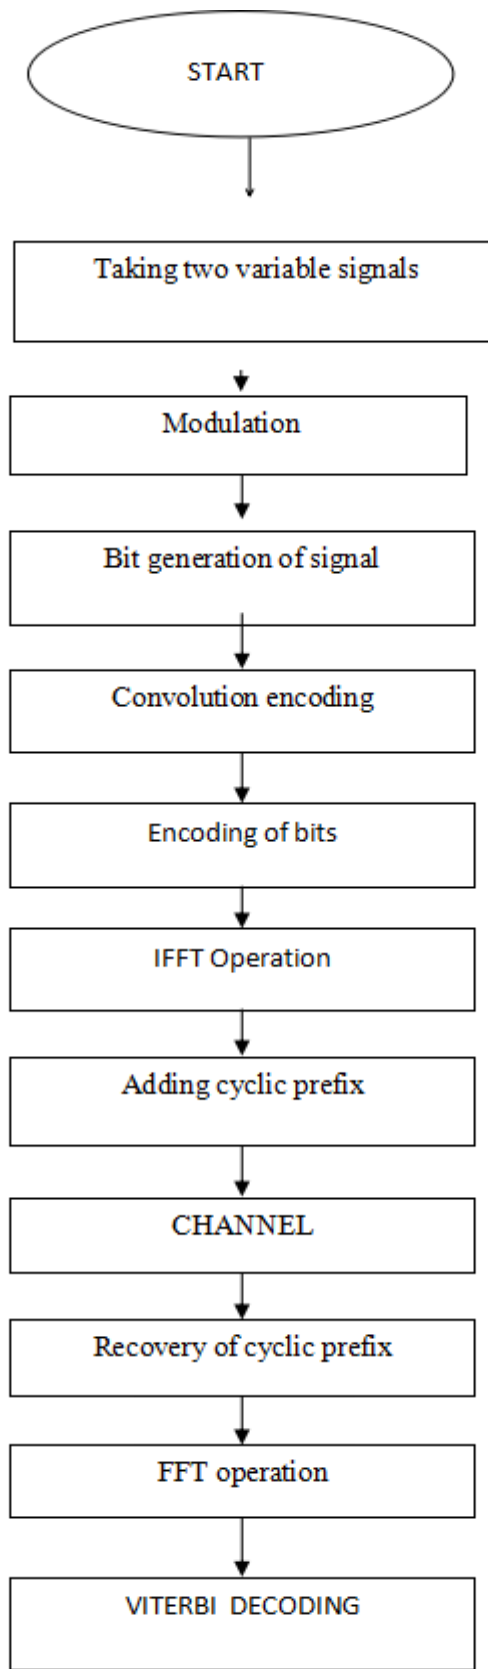 START
Taking two variable signals
Modulation
Bit generation of signal
Convolution encoding
Encoding of bits
IFFT Operation
Adding cyclic prefix
CHANNEL
Recovery of cyclic prefix
FFT operation
VITERBI DECODING